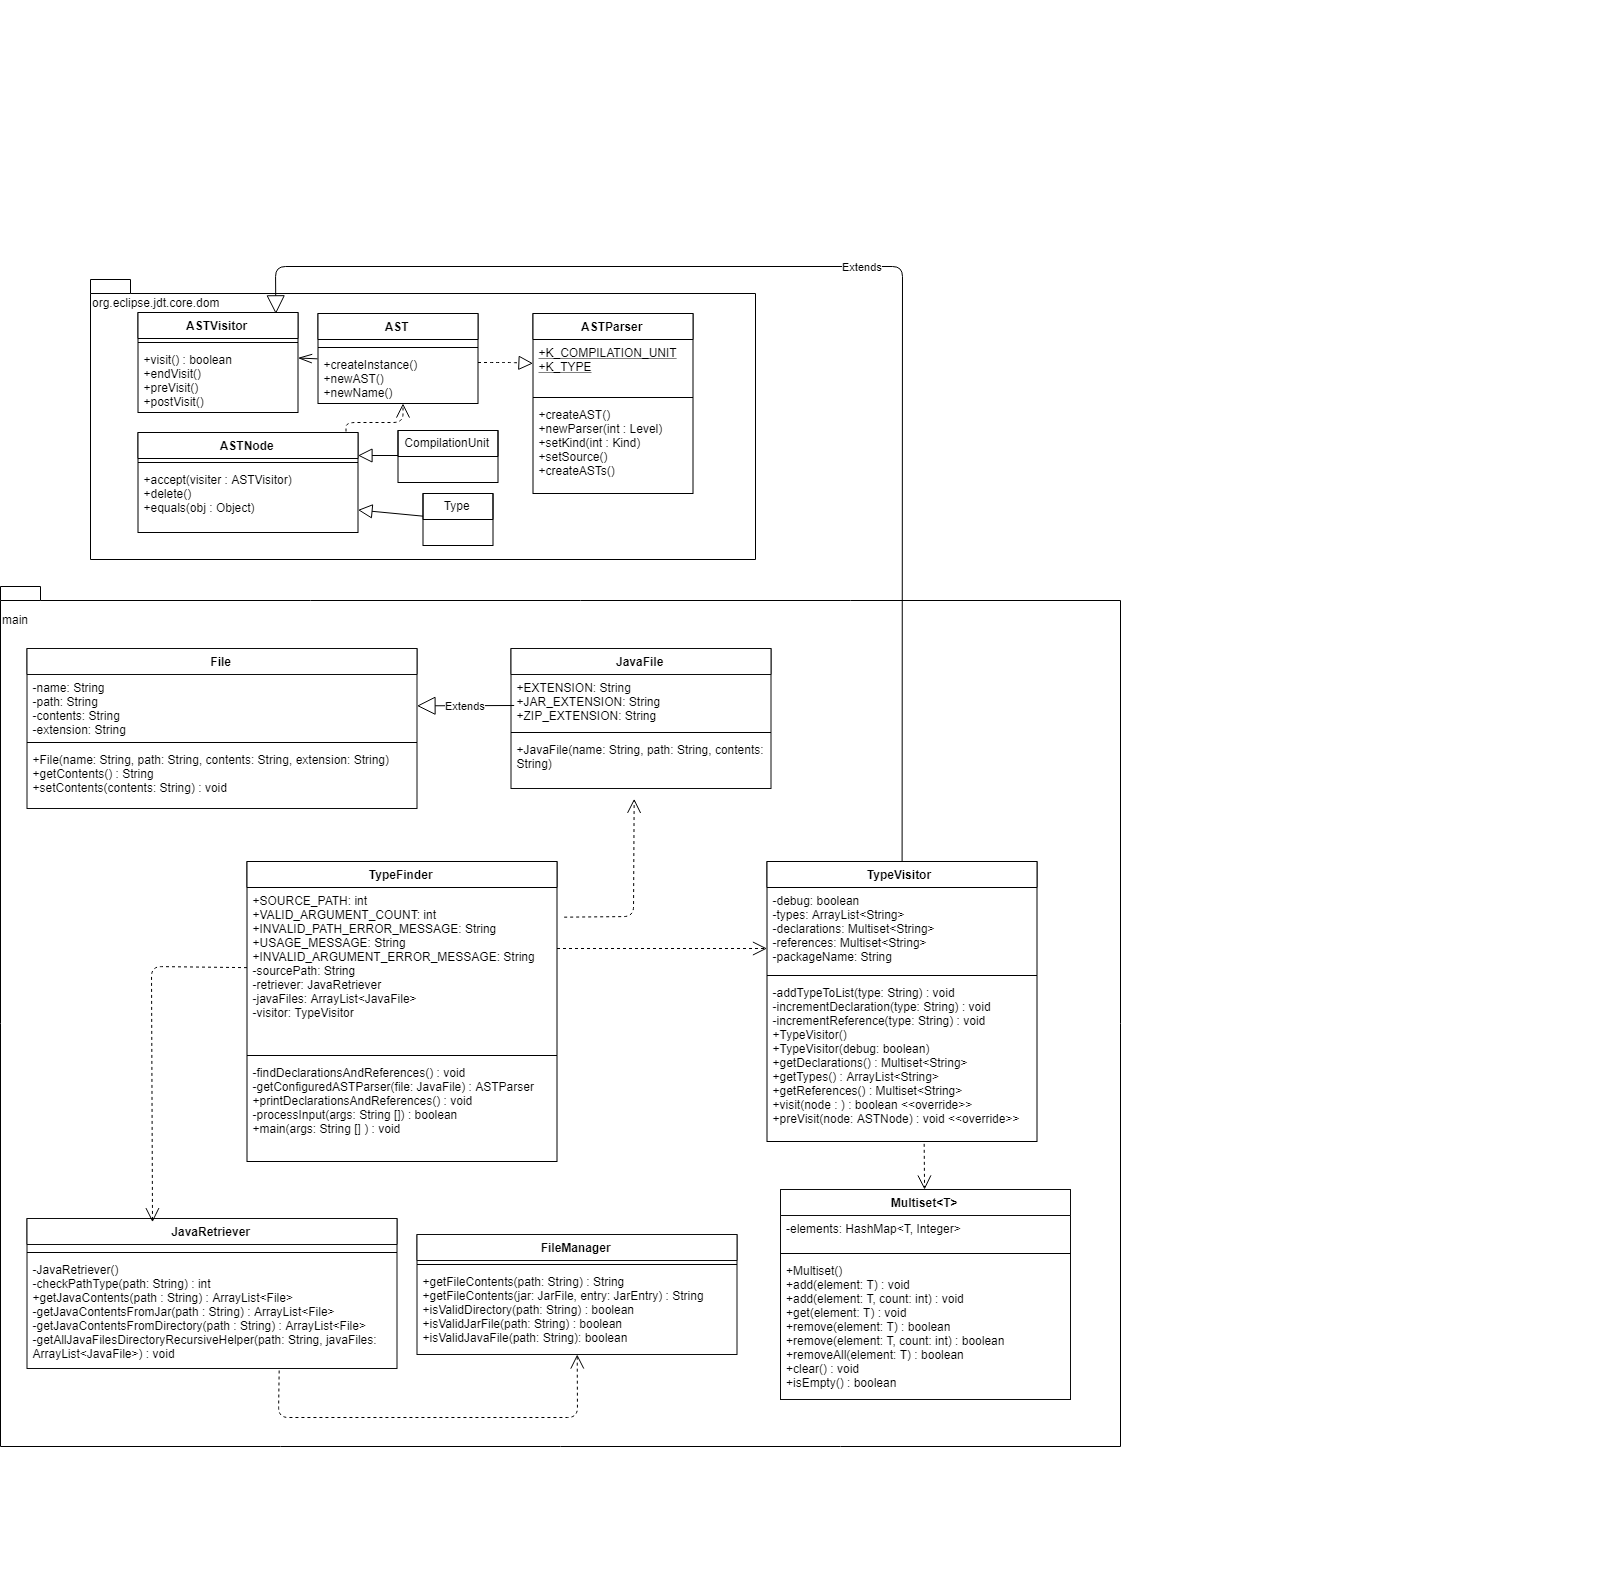 Extends
org.eclipse.jdt.core.dom
ASTVisitor
+visit() : boolean
+endVisit()
+preVisit()
+postVisit()
AST
+createInstance()
+newAST()
+newName()
ASTParser
+K_COMPILATION_UNIT
+K_TYPE
+createAST()
+newParser(int : Level)
+setKind(int : Kind)
+setSource()
+createASTs()
ASTNode
+accept(visiter : ASTVisitor)
+delete()
+equals(obj : Object)
CompilationUnit
Type
main
File
-name: String
-path: String
-contents: String
-extension: String
+File(name: String, path: String, contents: String, extension: String)
+getContents() : String
+setContents(contents: String) : void
Extends
JavaFile
+EXTENSION: String
+JAR_EXTENSION: String
+ZIP_EXTENSION: String
+JavaFile(name: String, path: String, contents:
String)
TypeFinder
+SOURCE_PATH: int
+VALID_ARGUMENT_COUNT: int
+INVALID_PATH_ERROR_MESSAGE: String
+USAGE_MESSAGE: String
+INVALID_ARGUMENT_ERROR_MESSAGE: String
-sourcePath: String
-retriever: JavaRetriever
-javaFiles: ArrayList<JavaFile>
-visitor: TypeVisitor
-findDeclarationsAndReferences() : void
-getConfiguredASTParser(file: JavaFile) : ASTParser
+printDeclarationsAndReferences() : void
-processInput(args: String []) : boolean
+main(args: String [] ) : void
TypeVisitor
-debug: boolean
-types: ArrayList<String>
-declarations: Multiset<String>
-references: Multiset<String>
-packageName: String
-addTypeToList(type: String) : void
-incrementDeclaration(type: String) : void
-incrementReference(type: String) : void
+TypeVisitor()
+TypeVisitor(debug: boolean)
+getDeclarations() : Multiset<String>
+getTypes() : ArrayList<String>
+getReferences() : Multiset<String>
+visit(node : ) : boolean <<override>>
+preVisit(node: ASTNode) : void <<override>>
JavaRetriever
-JavaRetriever()
-checkPathType(path: String) : int
+getJavaContents(path : String) : ArrayList<File>
-getJavaContentsFromJar(path : String) : ArrayList<File>
-getJavaContentsFromDirectory(path : String) : ArrayList<File>
-getAllJavaFilesDirectoryRecursiveHelper(path: String, javaFiles:
ArrayList<JavaFile>) : void
FileManager
+getFileContents(path: String) : String
+getFileContents(jar: JarFile, entry: JarEntry) : String
+isValidDirectory(path: String) : boolean
+isValidJarFile(path: String) : boolean
+isValidJavaFile(path: String): boolean
Multiset<T>
-elements: HashMap<T, Integer>
+Multiset()
+add(element: T) : void
+add(element: T, count: int) : void
+get(element: T) : void
+remove(element: T) : boolean
+remove(element: T, count: int) : boolean
+removeAll(element: T) : boolean
+clear() : void
+isEmpty() : boolean